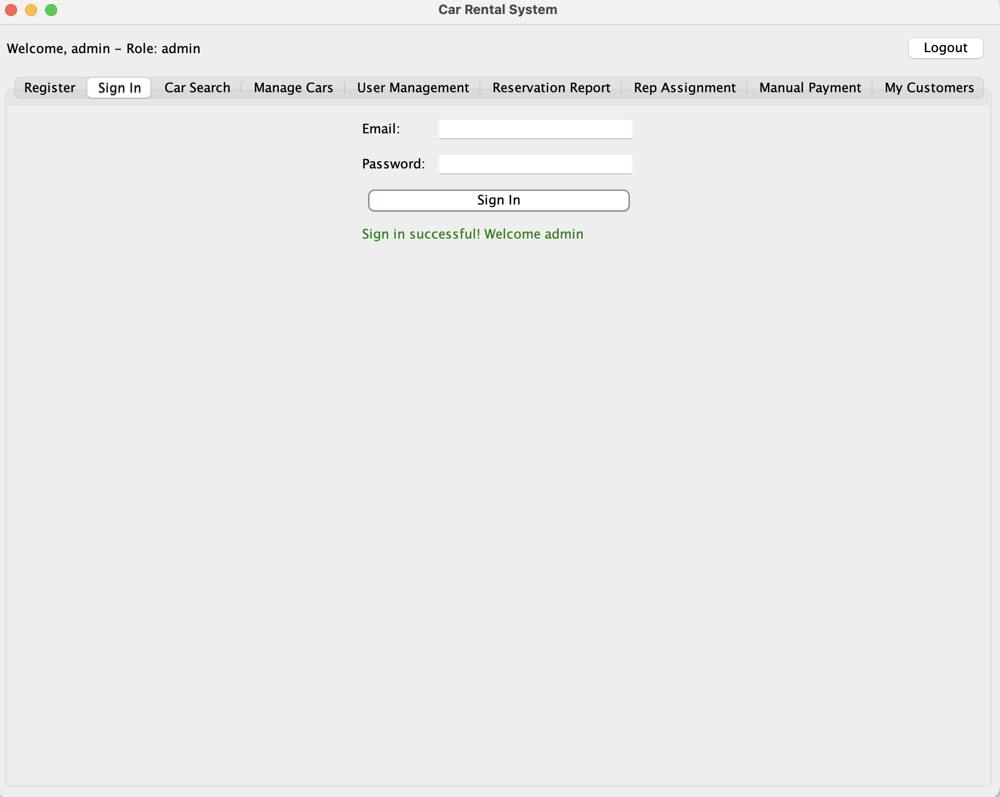 Car Rental System
Welcome, admin – Role: admin
Logout
Register Sign In Car Search Manage Cars User Management Reservation Report Rep Assignment Manual Payment My Customers
Email:
Password:
Sign In
Sign in successful! Welcome admin